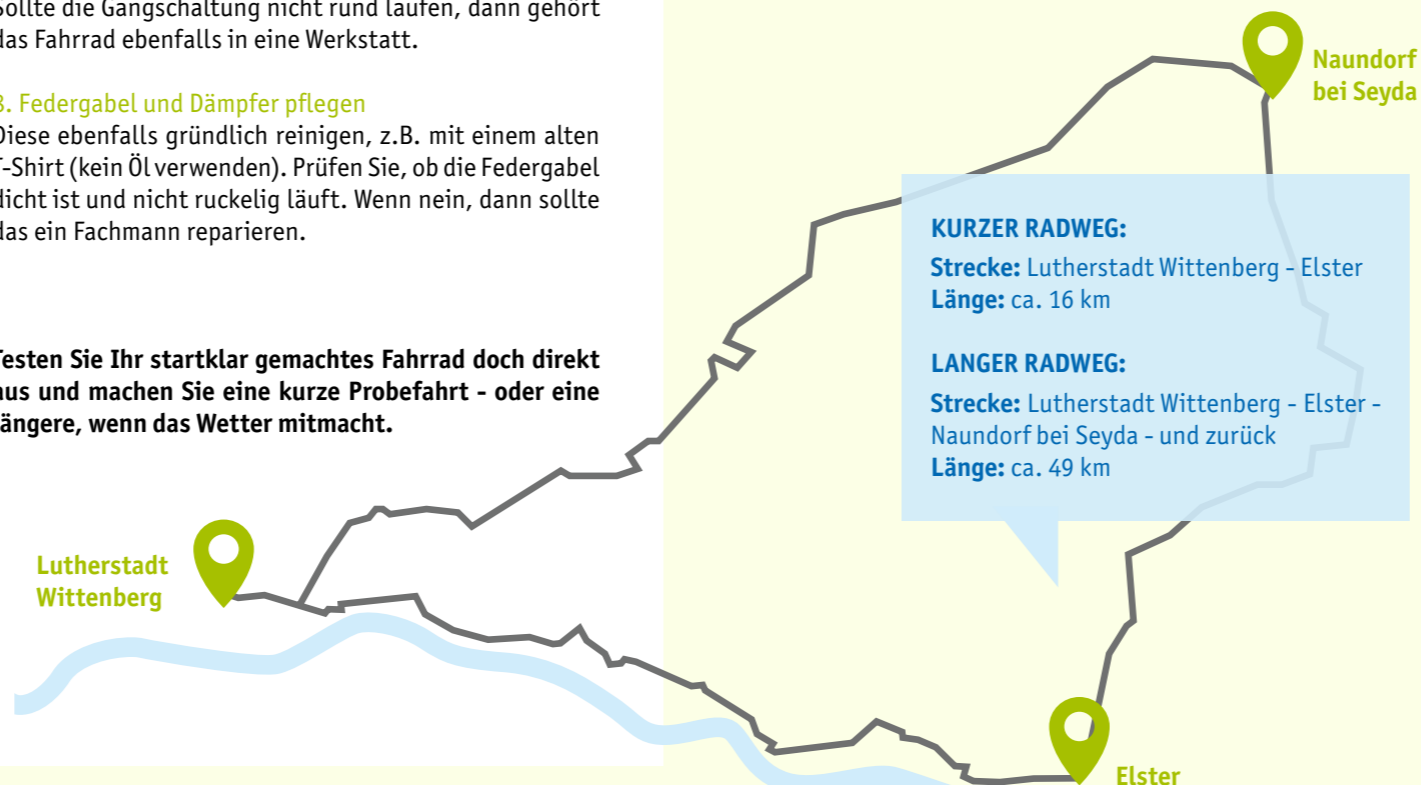 Sollte die Gangschaltung nicht rund laufen, dann gehört
das Fahrrad ebenfalls in eine Werkstatt.
8. Federgabel und Dämpfer pflegen
Diese ebenfalls gründlich reinigen, z.B. mit einem alten
T-Shirt (kein Öl verwenden). Prüfen Sie, ob die Federgabel
dicht ist und nicht ruckelig läuft. Wenn nein, dann sollte
das ein Fachmann reparieren.
Testen Sie Ihr startklar gemachtes Fahrrad doch direkt
aus und machen Sie eine kurze Probefahrt - oder eine
längere, wenn das Wetter mitmacht.
Naundorf
bei Seyda
KURZER RADWEG:
Strecke: Lutherstadt Wittenberg - Elster
Länge: ca. 16 km
LANGER RADWEG:
Strecke: Lutherstadt Wittenberg - Elster -
Naundorf bei Seyda - und zurück
Länge: ca. 49 km
Lutherstadt
Wittenberg
Elster